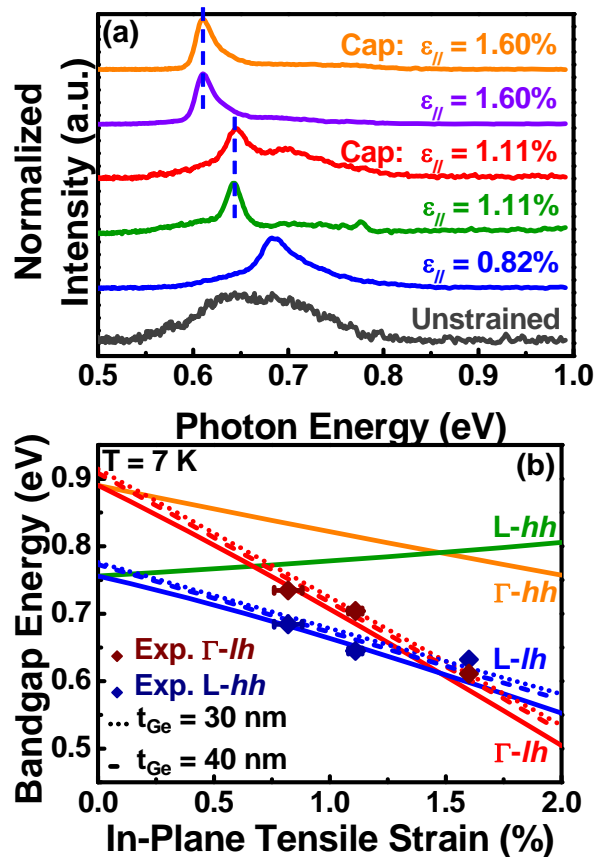 (a)
Cap: ε// = 1.60%
ε// = 1.60%
Cap: ε// = 1.11%
ε// = 1.11%
ε// = 0.82%
Unstrained
Normalized
Intensity (a.u.)
0.5 0.6 0.7 0.8 0.9 1.0
Photon Energy (eV)
T = 7 K (b)
L-hh
Γ-hh
L-lh
Γ-lh
Exp. Γ-lh
Exp. L-hh
t_Ge = 30 nm
t_Ge = 40 nm
Bandgap Energy (eV)
0.9
0.8
0.7
0.6
0.5
0.0 0.5 1.0 1.5 2.0
In-Plane Tensile Strain (%)